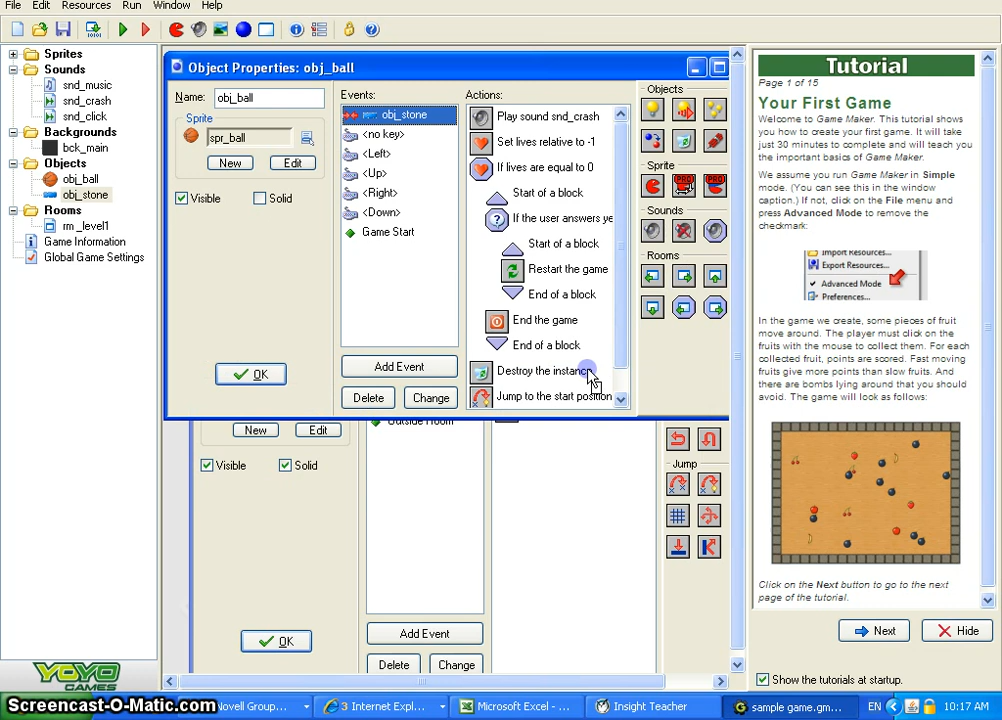 File Edit Resources Run Window Help
Sprites
Sounds
snd_music
snd_crash
snd_click
Backgrounds
bck_main
Objects
obj_ball
obj_stone
Rooms
rm _level1
Game Information
Global Game Settings
Object Properties: obj_ball
Name: obj_ball
Sprite
spr_ball
New Edit
Visible Solid
OK
Events:
obj_stone
<no key>
<Left>
<Up>
<Right>
<Down>
Game Start
Add Event
Delete Change
Actions:
Play sound snd_crash
Set lives relative to -1
If lives are equal to 0
Start of a block
If the user answers ye
Start of a block
Restart the game
End of a block
End the game
End of a block
Destroy the instance
Jump to the start position
Objects
Sprite
PRO PRO
Sounds
Rooms
New Edit
Visible Solid
OK
Outside Room
Add Event
Delete Change
Jump
Tutorial
Page 1 of 15
Your First Game
Welcome to Game Maker. This tutorial
shows you how to create your first game. It will take
just 30 minutes to complete and will teach you
the important basics of Game Maker.
We assume you run Game Maker in Simple
mode. (You can see this in the window
caption.) If not, click on the File menu and
press Advanced Mode to remove the
checkmark:
Import Resources...
Export Resources...
Advanced Mode
Preferences...
In the game we create, some pieces of fruit
move around. The player must click on the
fruits with the mouse to collect them. For each
collected fruit, points are scored. Fast moving
fruits give more points than slow fruits. And
there are bombs lying around that you should
avoid. The game will look as follows:
Click on the Next button to go to the next
page of the tutorial.
Next Hide
Show the tutorials at startup.
YOYO
GAMES
Screencast-O-Matic.com
Novell Group...
3 Internet Expl...
Microsoft Excel - ...
Insight Teacher
sample game.gm...
EN
10:17 AM